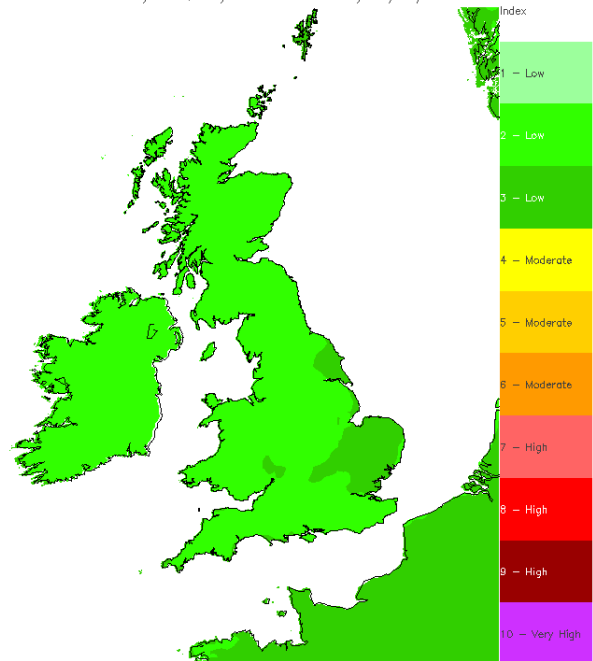 Index
1 – Low
2 – Low
3 – Low
4 – Moderate
5 – Moderate
6 – Moderate
7 – High
8 – High
9 – High
10 – Very High